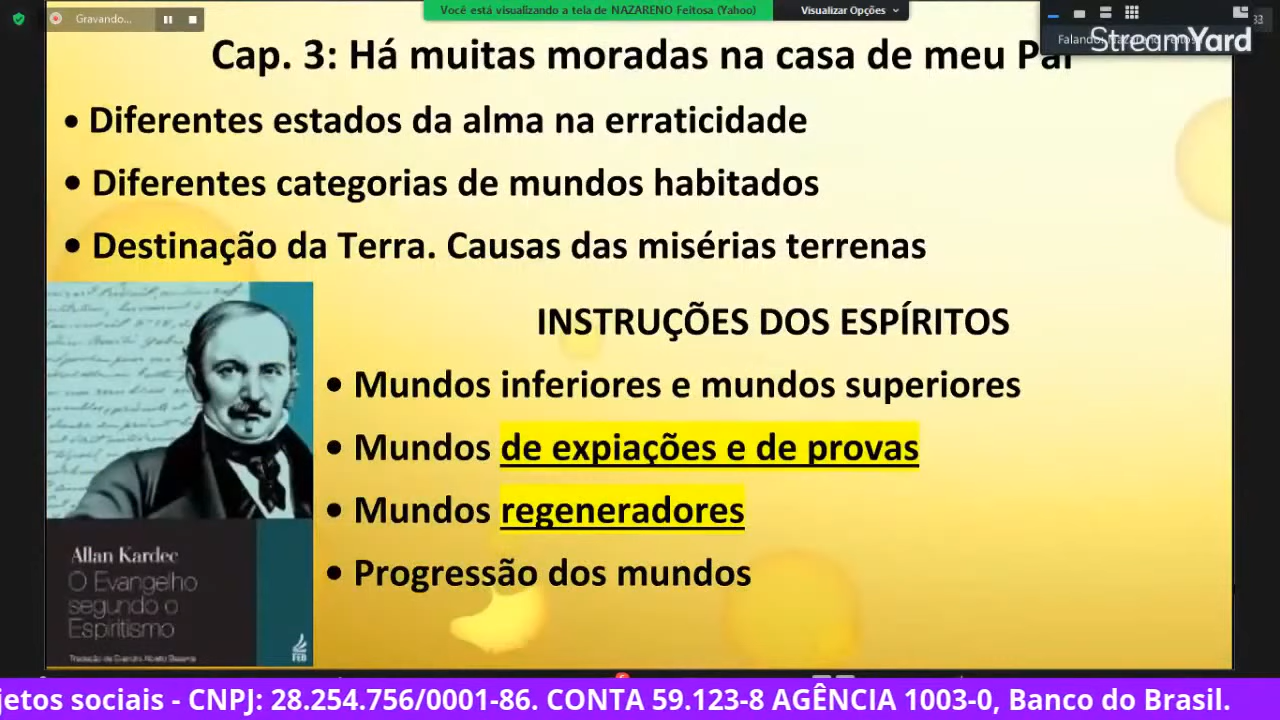 Gravando...
Você está visualizando a tela de NAZARENO Feitosa (Yahoo)
Visualizar Opções
StreamYard
Cap. 3: Há muitas moradas na casa de meu Pai
• Diferentes estados da alma na erraticidade
• Diferentes categorias de mundos habitados
• Destinação da Terra. Causas das misérias terrenas
INSTRUÇÕES DOS ESPÍRITOS
• Mundos inferiores e mundos superiores
• Mundos de expiações e de provas
• Mundos regeneradores
• Progressão dos mundos
Allan Kardec
O Evangelho
segundo o
Espiritismo
FEB
jetos sociais - CNPJ: 28.254.756/0001-86. CONTA 59.123-8 AGÊNCIA 1003-0, Banco do Brasil.